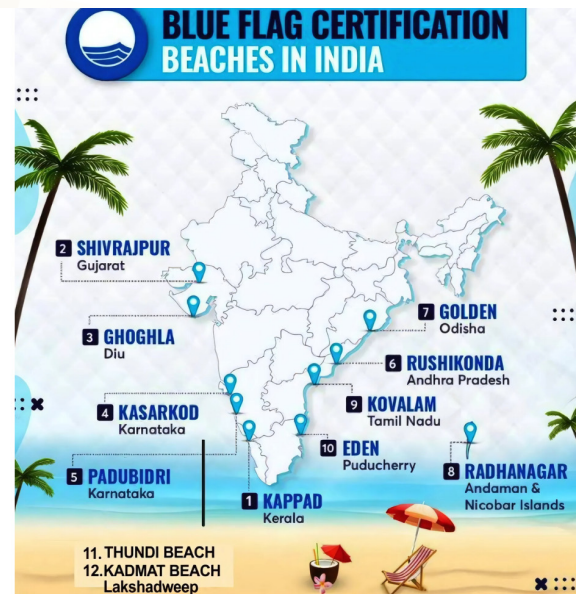 BLUE FLAG CERTIFICATION
BEACHES IN INDIA
2 SHIVRAJPUR
Gujarat
3 GHOGHLA
Diu
4 KASARKOD
Karnataka
5 PADUBIDRI
Karnataka
1 KAPPAD
Kerala
7 GOLDEN
Odisha
6 RUSHIKONDA
Andhra Pradesh
9 KOVALAM
Tamil Nadu
10 EDEN
Puducherry
8 RADHANAGAR
Andaman &
Nicobar Islands
11. THUNDI BEACH
12. KADMAT BEACH
Lakshadweep